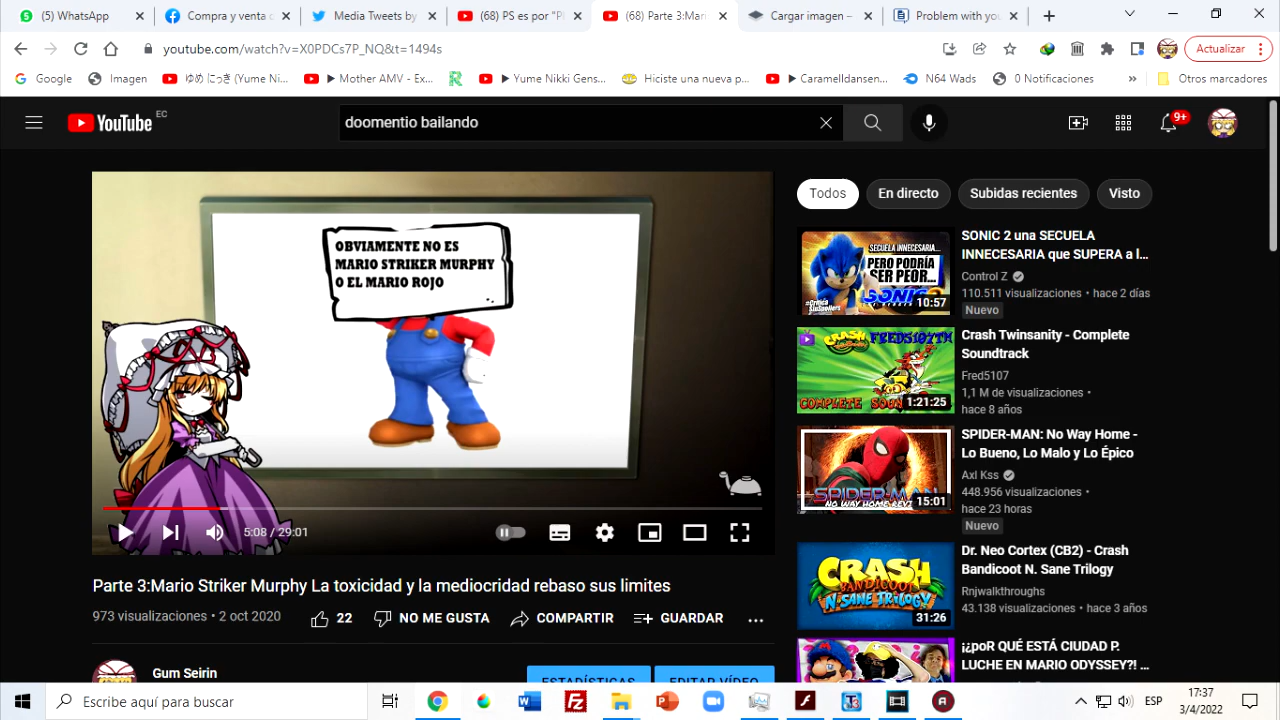 (5) WhatsApp
Compra y venta c
Media Tweets by
(68) PS es por "P
(68) Parte 3:Mari
Cargar imagen –
Problem with you
youtube.com/watch?v=X0PDCs7P_NQ&t=1494s
Actualizar
Google
Imagen
ゆめにっき (Yume Ni...
Mother AMV - Ex...
Yume Nikki Gens...
Hiciste una nueva p...
Caramelldansen...
N64 Wads
0 Notificaciones
»
Otros marcadores
YouTube EC
doomentio bailando
9+
OBVIAMENTE NO ES
MARIO STRIKER MURPHY
O EL MARIO ROJO
5:08 / 29:01
Parte 3:Mario Striker Murphy La toxicidad y la mediocridad rebaso sus limites
973 visualizaciones • 2 oct 2020
22
NO ME GUSTA
COMPARTIR
GUARDAR
Gum Seirin
ESTADÍSTICAS
EDITAR VÍDEO
Todos
En directo
Subidas recientes
Visto
SECUELA INNECESARIA...
PERO PODRÍA
SER PEOR...
SONIC
10:57
SONIC 2 una SECUELA
INNECESARIA que SUPERA a l...
Control Z
110.511 visualizaciones • hace 2 días
Nuevo
CRASH
FRED5107TH
COMPLETE SOUN
1:21:25
Crash Twinsanity - Complete
Soundtrack
Fred5107
1,1 M de visualizaciones •
hace 8 años
SPIDER-MAN
NO WAY HOME
15:01
SPIDER-MAN: No Way Home -
Lo Bueno, Lo Malo y Lo Épico
Axl Kss
448.956 visualizaciones •
hace 23 horas
Nuevo
CRASH
BANDICOOT
N. SANE TRILOGY
31:26
Dr. Neo Cortex (CB2) - Crash
Bandicoot N. Sane Trilogy
Rnjwalkthroughs
43.138 visualizaciones • hace 3 años
¡¿poR QUÉ ESTÁ CIUDAD P.
LUCHE EN MARIO ODYSSEY?! ...
Escribe aquí para buscar
ESP
17:37
3/4/2022